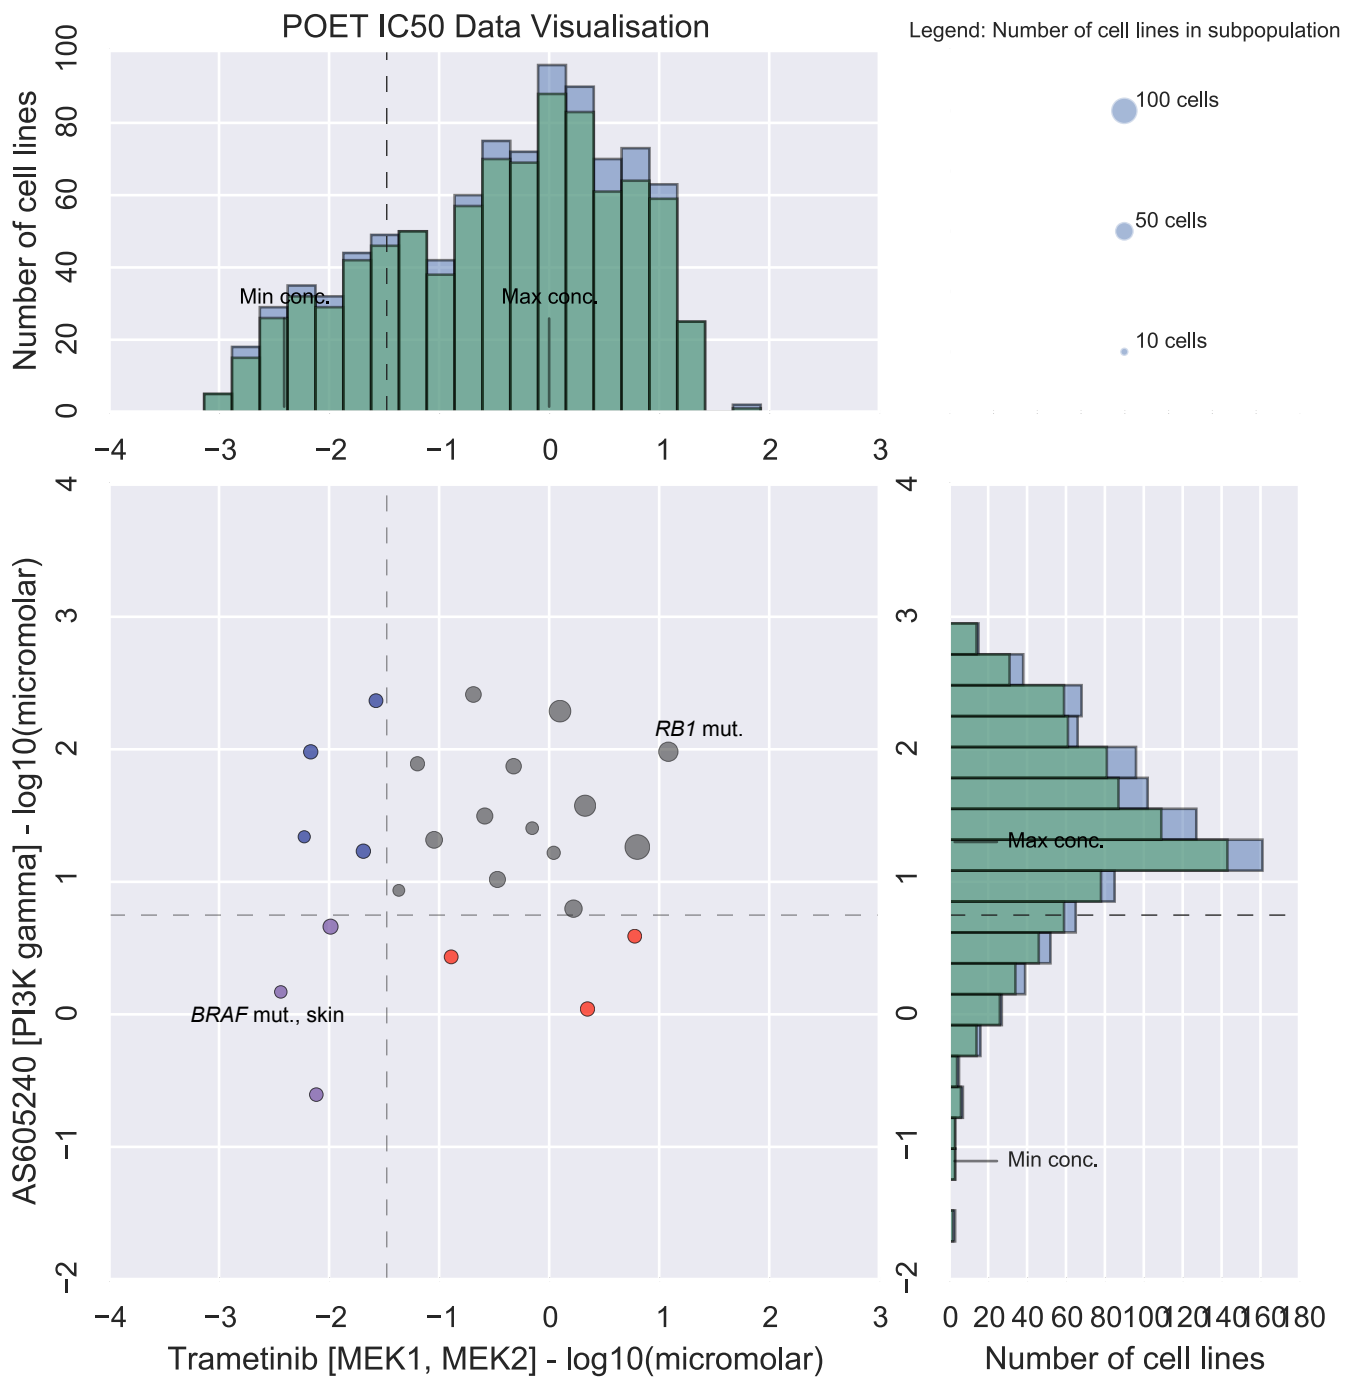 POET IC50 Data Visualisation
Legend: Number of cell lines in subpopulation
Number of cell lines
100
80
60
40
20
0
Min conc.
Max conc.
−4 −3 −2 −1 0 1 2 3
100 cells
50 cells
10 cells
AS605240 [PI3K gamma] - log10(micromolar)
4
3
2
1
0
−1
−2
RB1 mut.
BRAF mut., skin
−4 −3 −2 −1 0 1 2 3
Trametinib [MEK1, MEK2] - log10(micromolar)
4
3
2
1
0
−1
−2
Max conc.
Min conc.
0 20 40 60 80 100 120 140 160 180
Number of cell lines